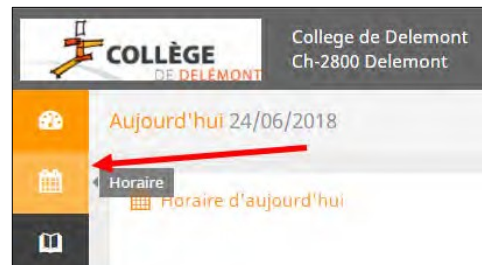 COLLÈGE
DE DELÉMONT
College de Delemont
Ch-2800 Delemont
Aujourd'hui 24/06/2018
Horaire
Horaire d'aujourd'hui